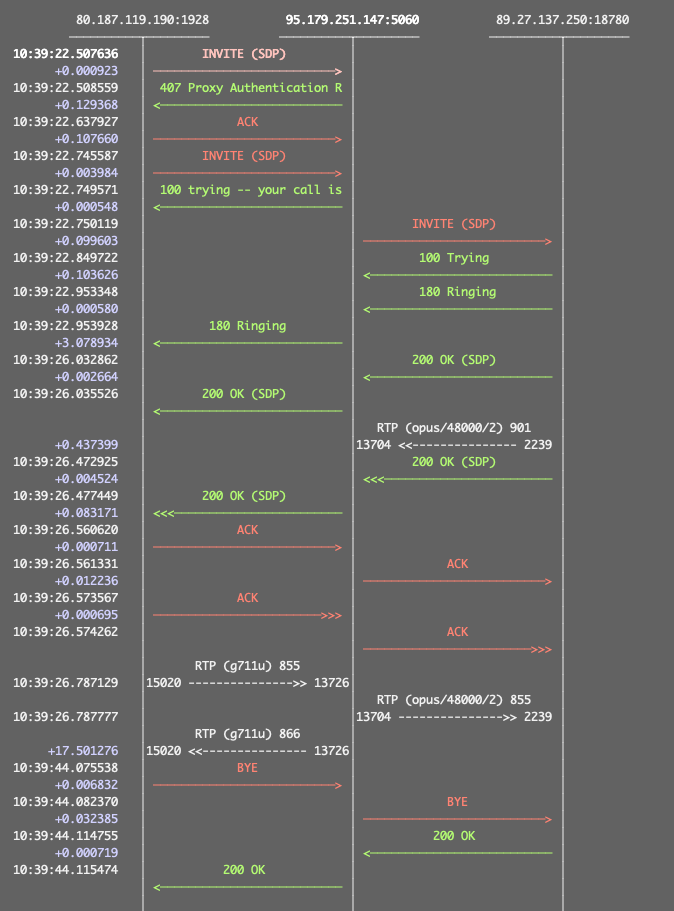 80.187.119.190:1928 95.179.251.147:5060 89.27.137.250:18780
10:39:22.507636 INVITE (SDP)
+0.000923
10:39:22.508559 407 Proxy Authentication R
+0.129368
10:39:22.637927 ACK
+0.107660
10:39:22.745587 INVITE (SDP)
+0.003984
10:39:22.749571 100 trying -- your call is
+0.000548
10:39:22.750119 INVITE (SDP)
+0.099603
10:39:22.849722 100 Trying
+0.103626
10:39:22.953348 180 Ringing
+0.000580
10:39:22.953928 180 Ringing
+3.078934
10:39:26.032862 200 OK (SDP)
+0.002664
10:39:26.035526 200 OK (SDP)
RTP (opus/48000/2) 901
+0.437399 13704 <<---------------- 2239
10:39:26.472925 200 OK (SDP)
+0.004524
10:39:26.477449 200 OK (SDP)
+0.083171
10:39:26.560620 ACK
+0.000711
10:39:26.561331 ACK
+0.012236
10:39:26.573567 ACK
+0.000695
10:39:26.574262 ACK
RTP (g711u) 855
10:39:26.787129 15020 --------------->> 13726
RTP (opus/48000/2) 855
10:39:26.787777 13704 --------------->> 2239
RTP (g711u) 866
+17.501276 15020 <<--------------- 13726
10:39:44.075538 BYE
+0.006832
10:39:44.082370 BYE
+0.032385
10:39:44.114755 200 OK
+0.000719
10:39:44.115474 200 OK